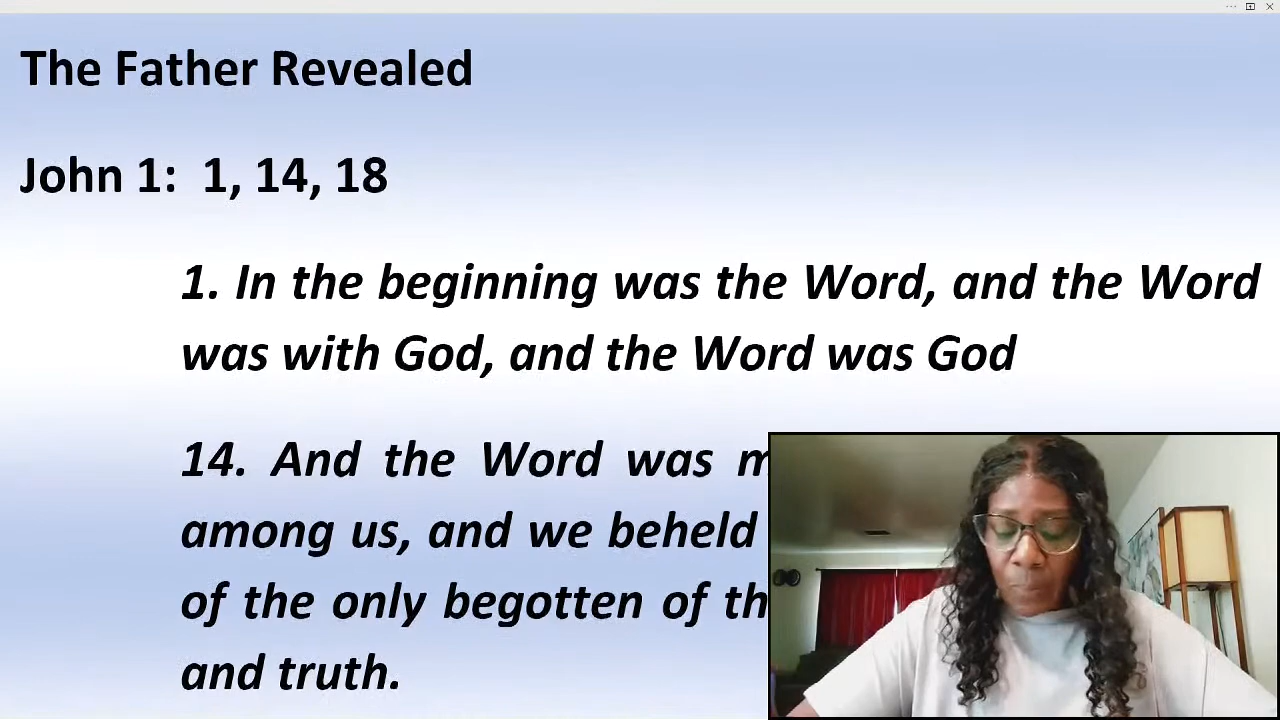 The Father Revealed
John 1: 1, 14, 18
1. In the beginning was the Word, and the Word
was with God, and the Word was God
14. And the Word was
among us, and we beheld
of the only begotten of
and truth.